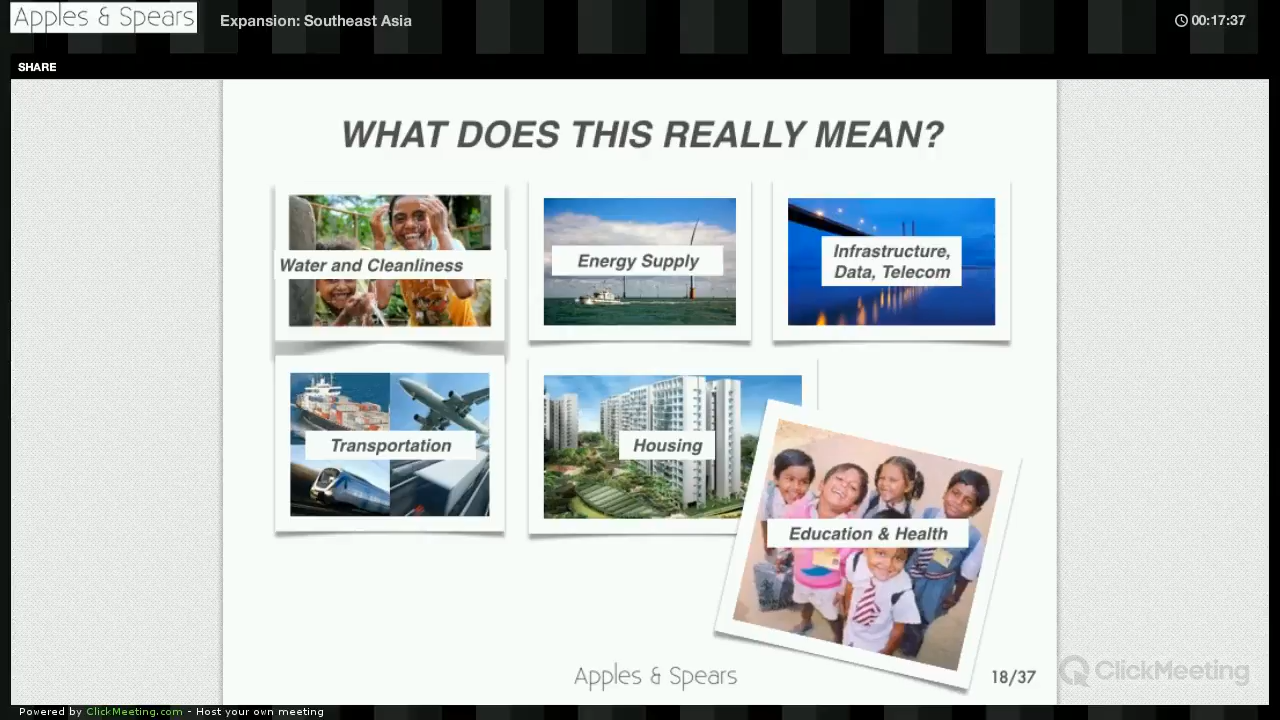 Apples & Spears
Expansion: Southeast Asia
00:17:37
SHARE
WHAT DOES THIS REALLY MEAN?
Water and Cleanliness
Energy Supply
Infrastructure,
Data, Telecom
Transportation
Housing
Education & Health
Apples & Spears
18/37
ClickMeeting
Powered by ClickMeeting.com - Host your own meeting